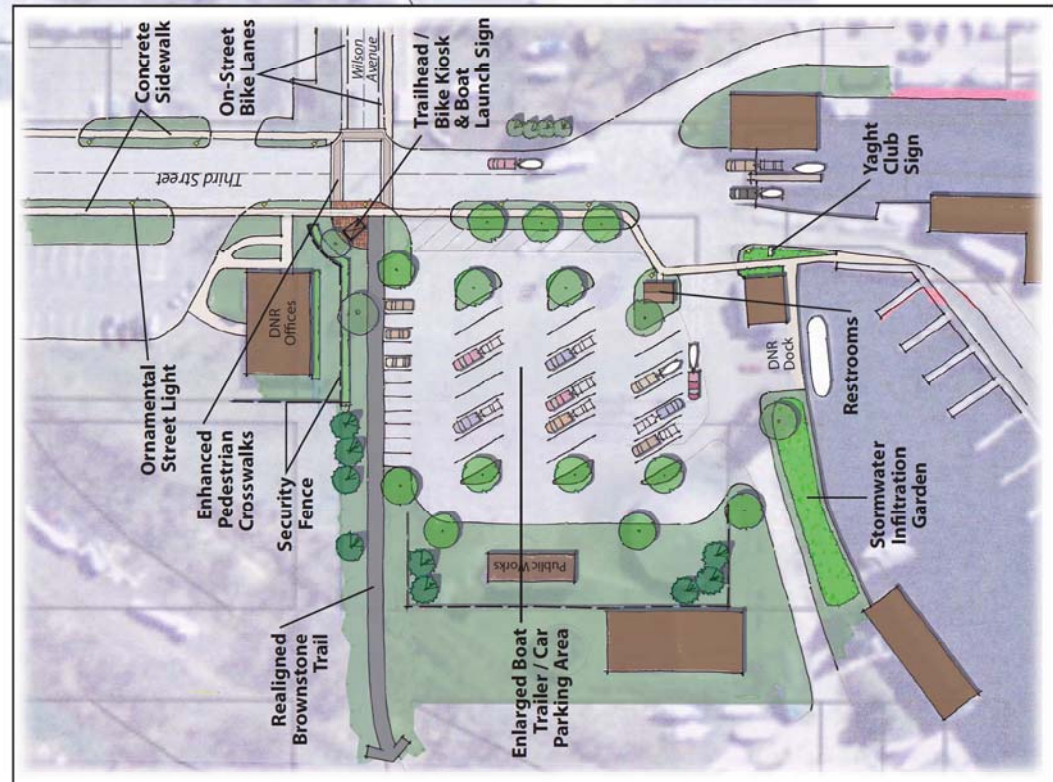 Concrete
Sidewalk
On-Street
Bike Lanes
Wilson
Avenue
Trailhead /
Bike Kiosk
& Boat
Launch Sign
Third Street
Yaght
Club
Sign
Ornamental
Street Light
DNR
Offices
Enhanced
Pedestrian
Crosswalks
Security
Fence
DNR
Dock
Restrooms
Realigned
Brownstone
Trail
Public Works
Enlarged Boat
Trailer / Car
Parking Area
Stormwater
Infiltration
Garden